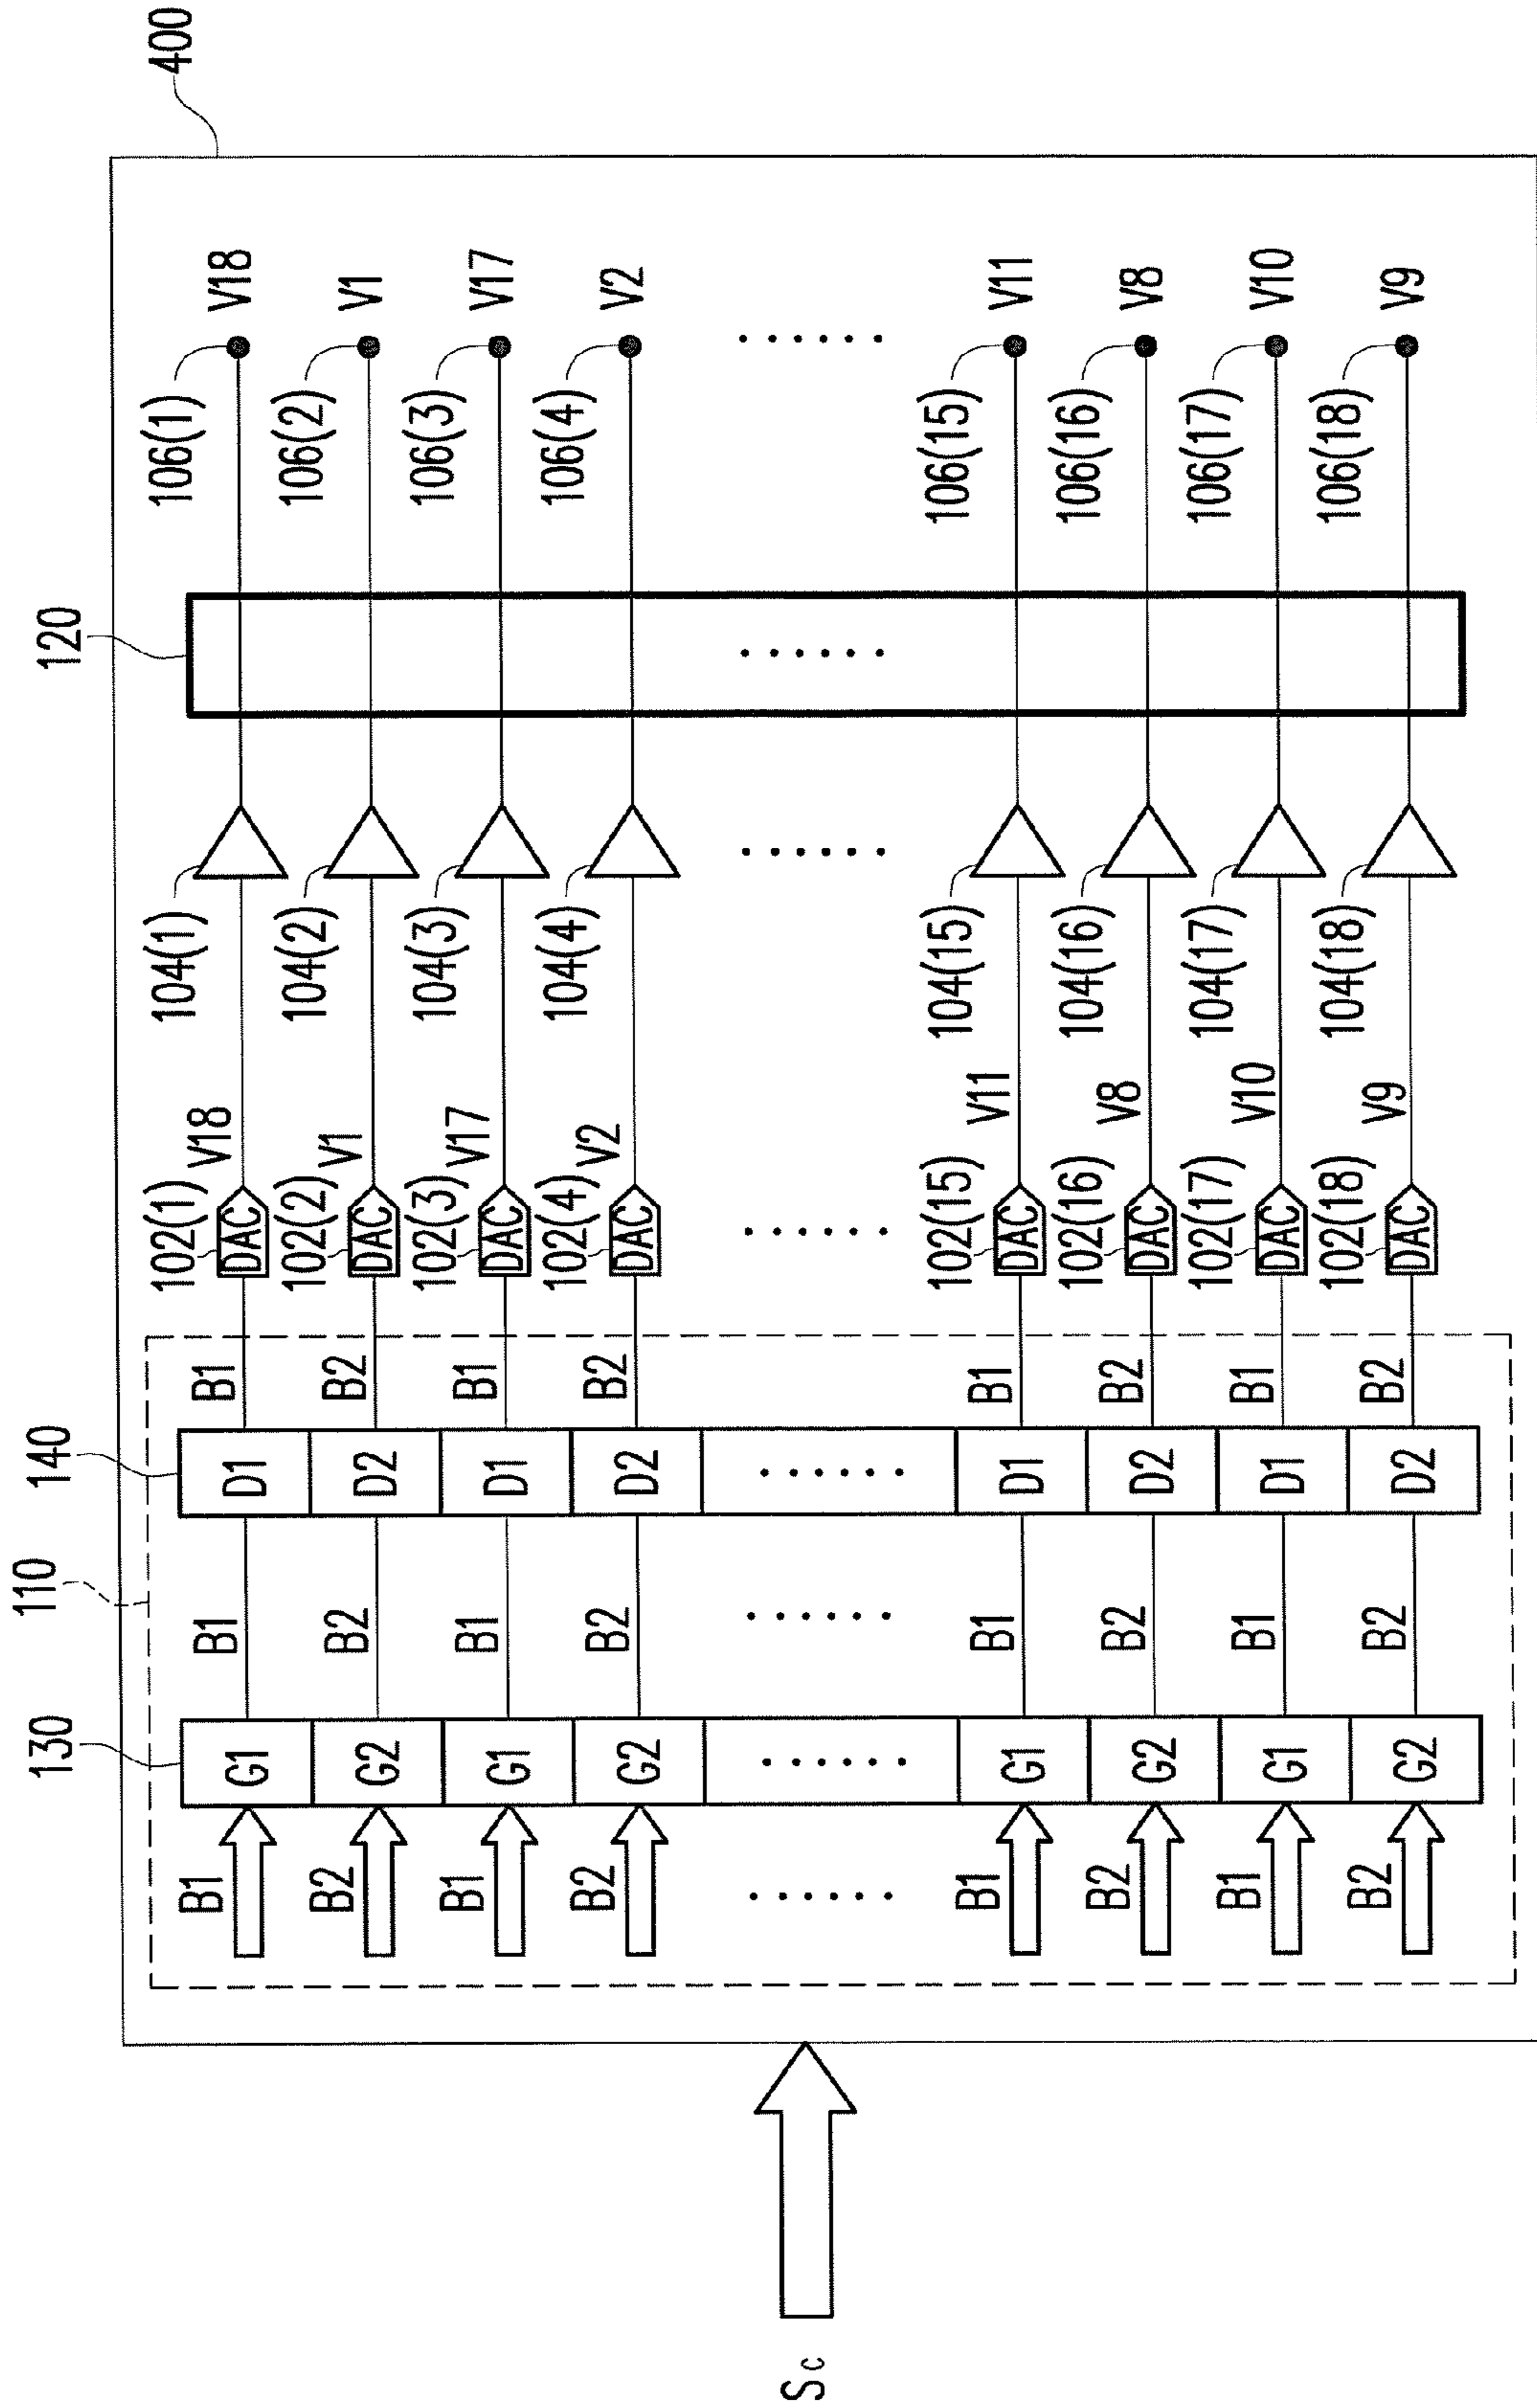 400
120
140
110
130
B1 G1 B1 D1 B1 102(1) DAC V18 104(1) 106(1) V18
B2 G2 B2 D2 B2 102(2) DAC V1 104(2) 106(2) V1
B1 G1 B1 D1 B1 102(3) DAC V17 104(3) 106(3) V17
B2 G2 B2 D2 B2 102(4) DAC V2 104(4) 106(4) V2
......
B1 G1 B1 D1 B1 102(15) DAC V11 104(15) 106(15) V11
B2 G2 B2 D2 B2 102(16) DAC V8 104(16) 106(16) V8
B1 G1 B1 D1 B1 102(17) DAC V10 104(17) 106(17) V10
B2 G2 B2 D2 B2 102(18) DAC V9 104(18) 106(18) V9
Sc